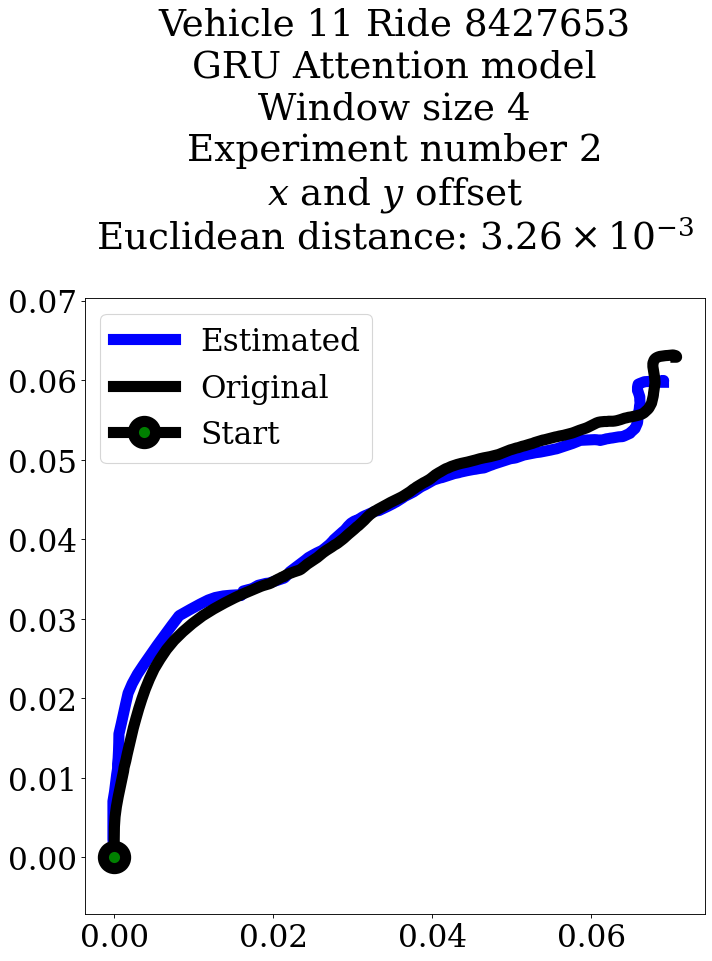 Vehicle 11 Ride 8427653
GRU Attention model
Window size 4
Experiment number 2
x and y offset
Euclidean distance: 3.26 × 10⁻³
0.07
0.06
0.05
0.04
0.03
0.02
0.01
0.00
Estimated
Original
Start
0.00 0.02 0.04 0.06